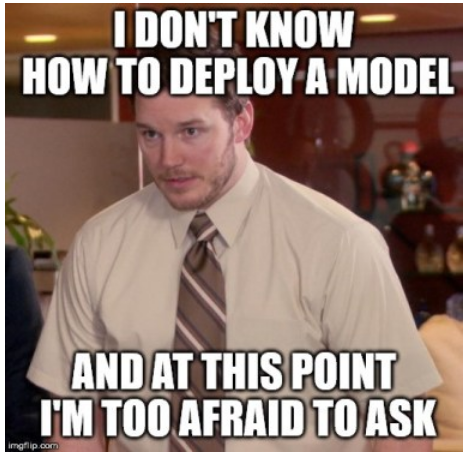 I DON'T KNOW
HOW TO DEPLOY A MODEL
AND AT THIS POINT
I'M TOO AFRAID TO ASK
imgflip.com